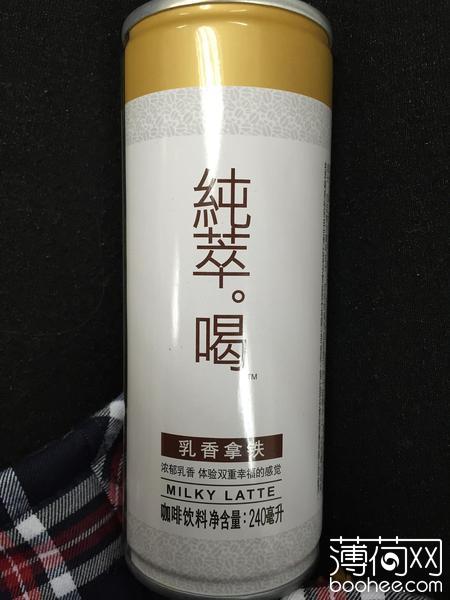 純萃。喝
TM
乳香拿铁
浓郁乳香 体验双重幸福的感觉
MILKY LATTE
咖啡饮料净含量：240毫升
薄荷网
boohee.com